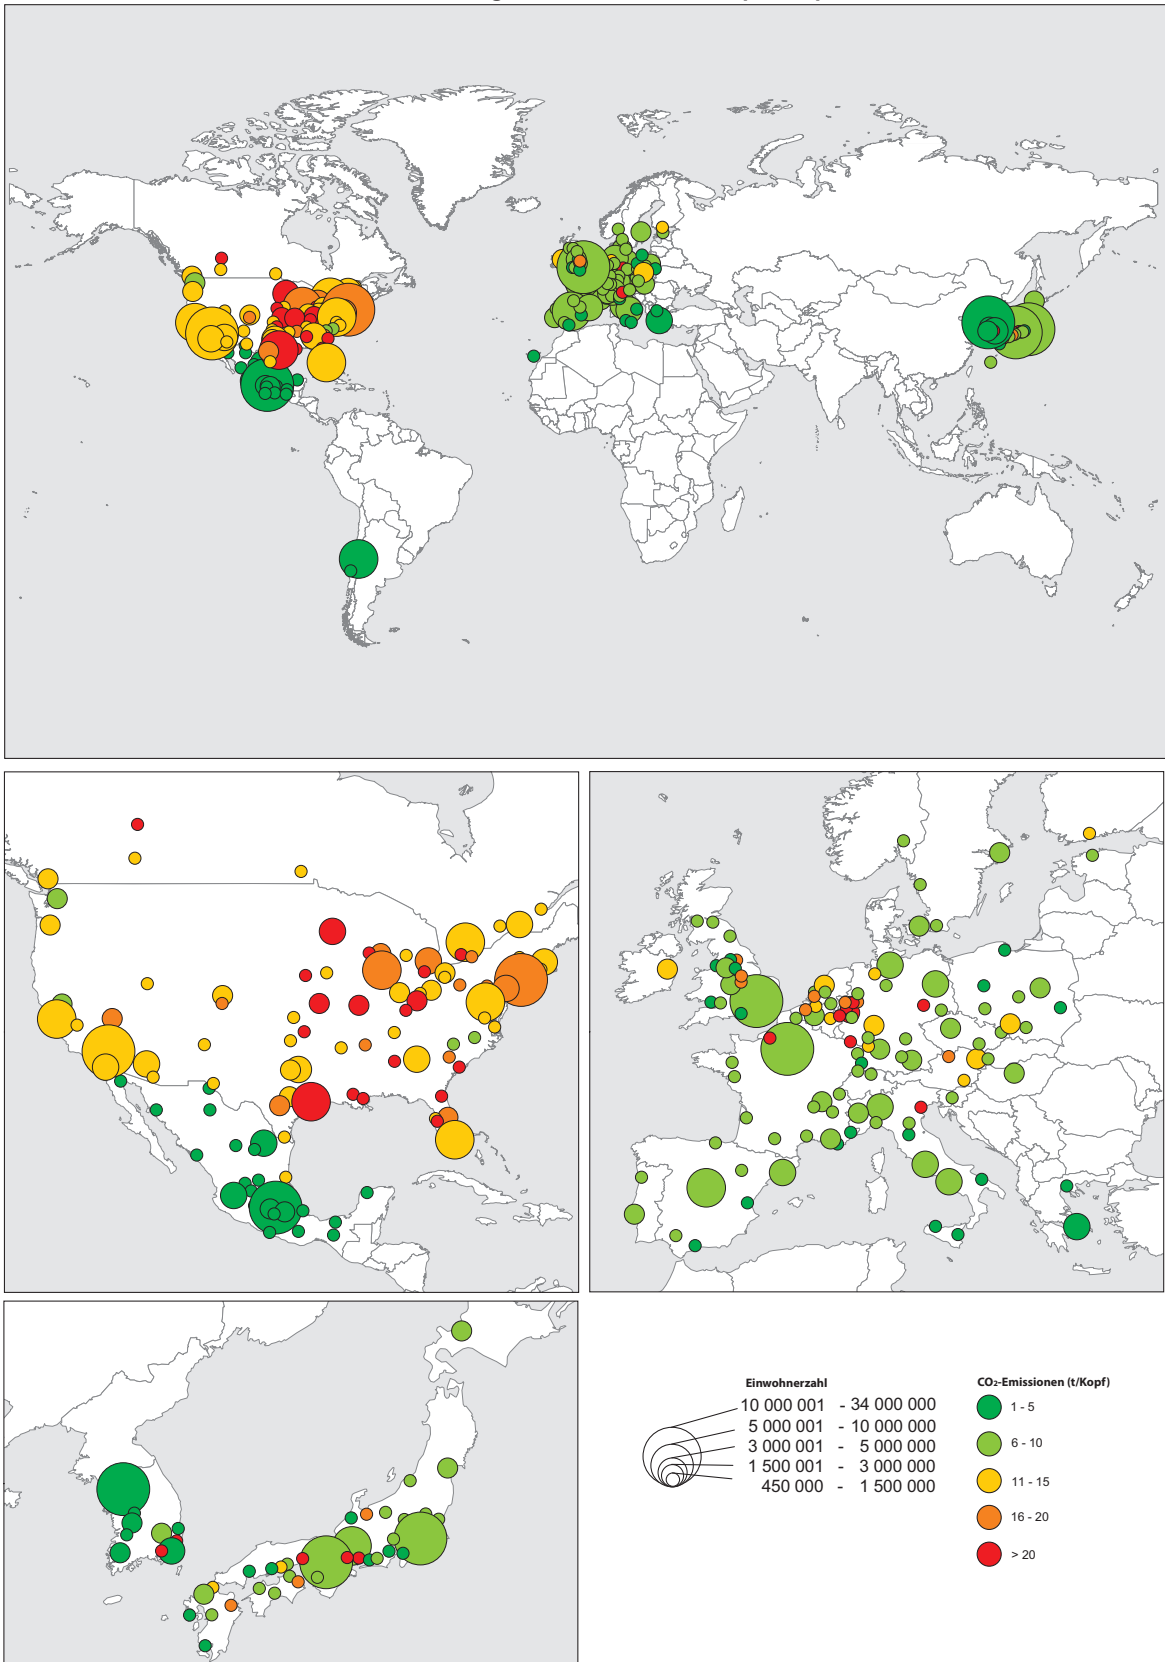 Einwohnerzahl
10 000 001 - 34 000 000
5 000 001 - 10 000 000
3 000 001 - 5 000 000
1 500 001 - 3 000 000
450 000 - 1 500 000
CO₂-Emissionen (t/Kopf)
1 - 5
6 - 10
11 - 15
16 - 20
> 20